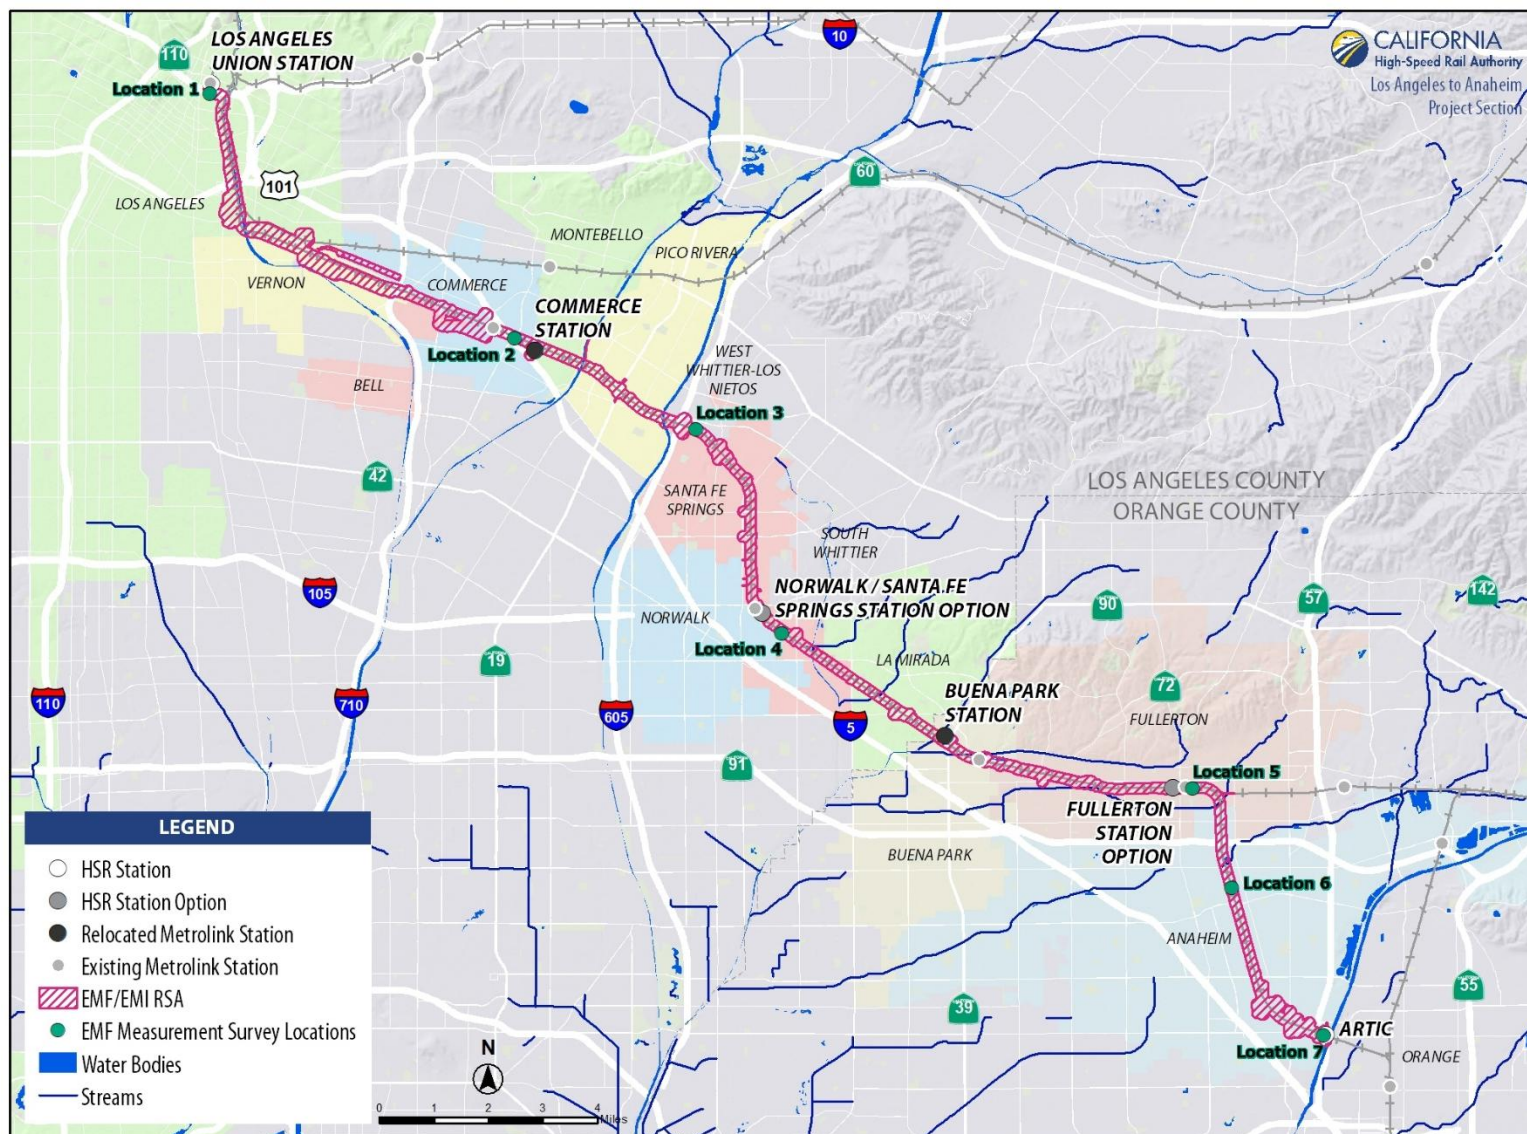 LOS ANGELES
UNION STATION
110
Location 1
10
CALIFORNIA
High-Speed Rail Authority
Los Angeles to Anaheim
Project Section
101
60
LOS ANGELES
MONTEBELLO
PICO RIVERA
VERNON
COMMERCE
COMMERCE
STATION
Location 2
WEST
WHITTIER-LOS
NIETOS
BELL
Location 3
42
SANTA FE
SPRINGS
LOS ANGELES COUNTY
ORANGE COUNTY
SOUTH
WHITTIER
105
NORWALK / SANTA FE
SPRINGS STATION OPTION
NORWALK
90
57
142
Location 4
19
LA MIRADA
72
BUENA PARK
STATION
FULLERTON
110
710
605
5
91
Location 5
FULLERTON
STATION
OPTION
BUENA PARK
Location 6
ANAHEIM
39
55
ARTIC
Location 7
ORANGE
LEGEND
HSR Station
HSR Station Option
Relocated Metrolink Station
Existing Metrolink Station
EMF/EMI RSA
EMF Measurement Survey Locations
Water Bodies
Streams
N
0 1 2 3 4
Miles